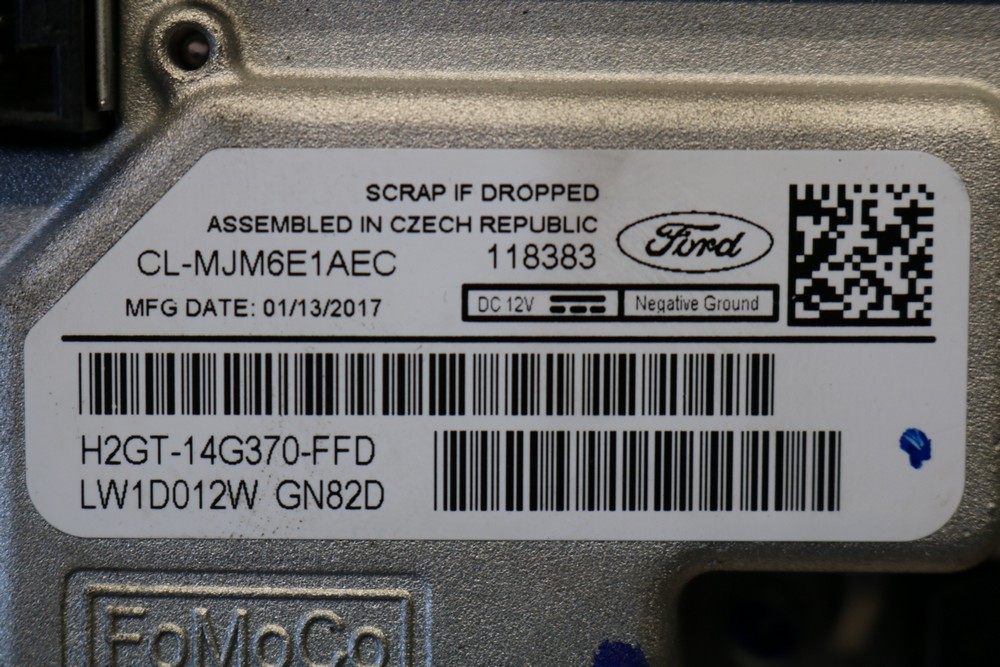 SCRAP IF DROPPED
ASSEMBLED IN CZECH REPUBLIC
CL-MJM6E1AEC 118383
Ford
MFG DATE: 01/13/2017
DC 12V Negative Ground
H2GT-14G370-FFD
LW1D012W GN82D
FoMoCo